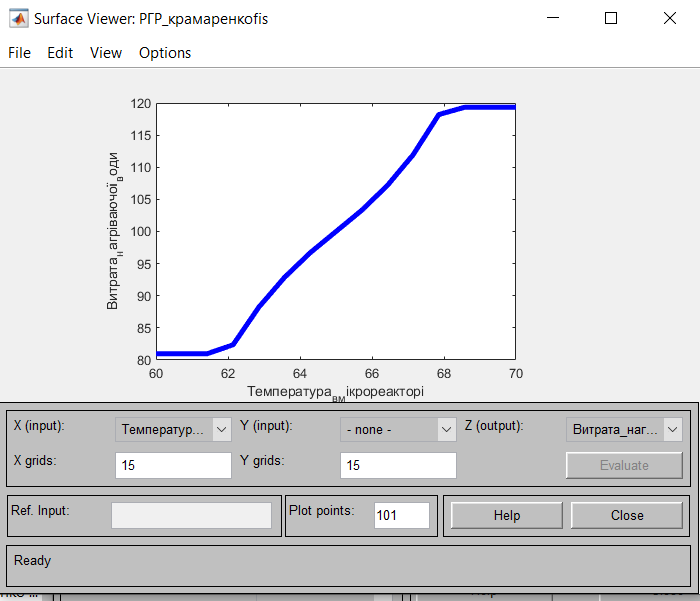 Surface Viewer: РГР_крамаренкоfis
File Edit View Options
120
115
110
105
100
95
90
85
80
Витрата_нагріваючої_води
60 62 64 66 68 70
Температура_вмікрореакторі
X (input): Температур... Y (input): - none - Z (output): Витрата_наг...
X grids: 15 Y grids: 15 Evaluate
Ref. Input: Plot points: 101 Help Close
Ready